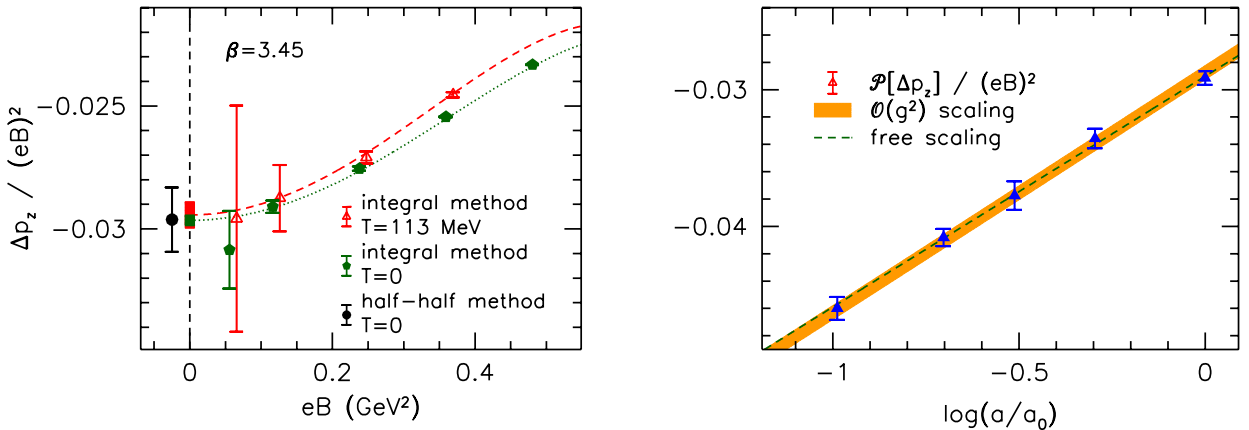 β=3.45
Δp_z / (eB)²
−0.025
−0.03
integral method
T=113 MeV
integral method
T=0
half−half method
T=0
0
0.2
0.4
eB (GeV²)
𝒫[Δp_z] / (eB)²
𝒪(g²) scaling
free scaling
−0.03
−0.04
−1
−0.5
0
log(a/a₀)